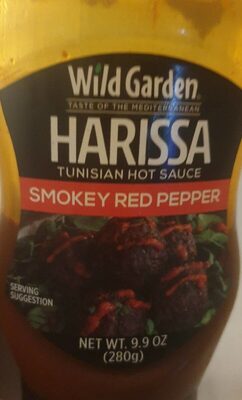 Wild Garden®
TASTE OF THE MEDITERRANEAN
HARISSA
TUNISIAN HOT SAUCE
SMOKEY RED PEPPER
SERVING
SUGGESTION
NET WT. 9.9 OZ
(280g)